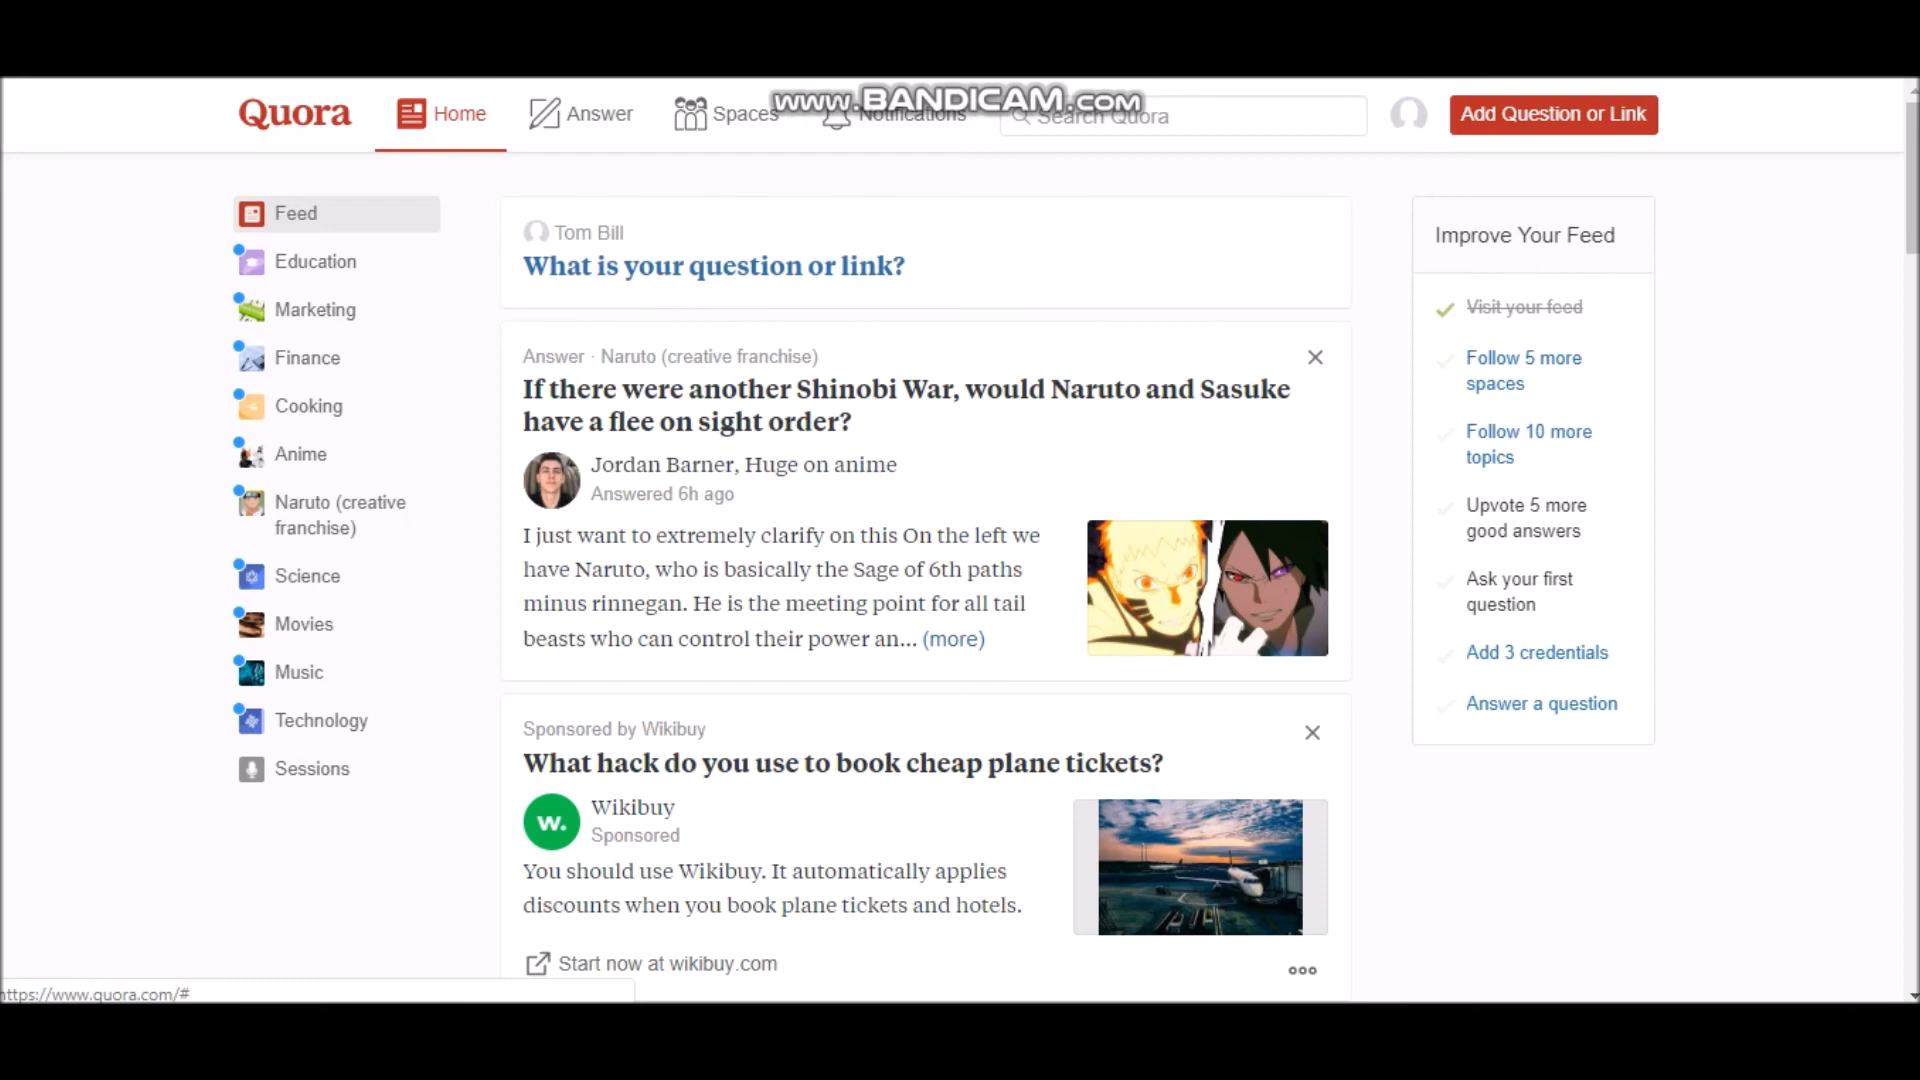 www.BANDICAM.com
Quora
Home
Answer
Spaces
Notifications
Search Quora
Add Question or Link
Feed
Education
Marketing
Finance
Cooking
Anime
Naruto (creative
franchise)
Science
Movies
Music
Technology
Sessions
Tom Bill
What is your question or link?
Answer · Naruto (creative franchise)
If there were another Shinobi War, would Naruto and Sasuke
have a flee on sight order?
Jordan Barner, Huge on anime
Answered 6h ago
I just want to extremely clarify on this On the left we
have Naruto, who is basically the Sage of 6th paths
minus rinnegan. He is the meeting point for all tail
beasts who can control their power an... (more)
Sponsored by Wikibuy
What hack do you use to book cheap plane tickets?
w.
Wikibuy
Sponsored
You should use Wikibuy. It automatically applies
discounts when you book plane tickets and hotels.
Start now at wikibuy.com
Improve Your Feed
Visit your feed
Follow 5 more
spaces
Follow 10 more
topics
Upvote 5 more
good answers
Ask your first
question
Add 3 credentials
Answer a question
https://www.quora.com/#